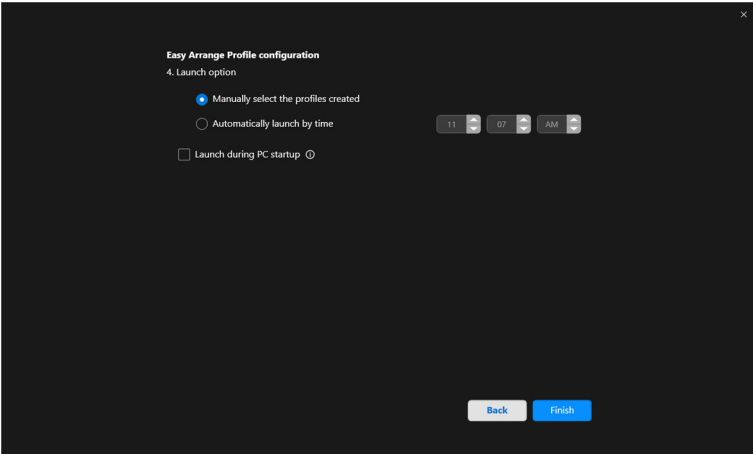 Easy Arrange Profile configuration
4. Launch option
Manually select the profiles created
Automatically launch by time 11 07 AM
Launch during PC startup
Back Finish